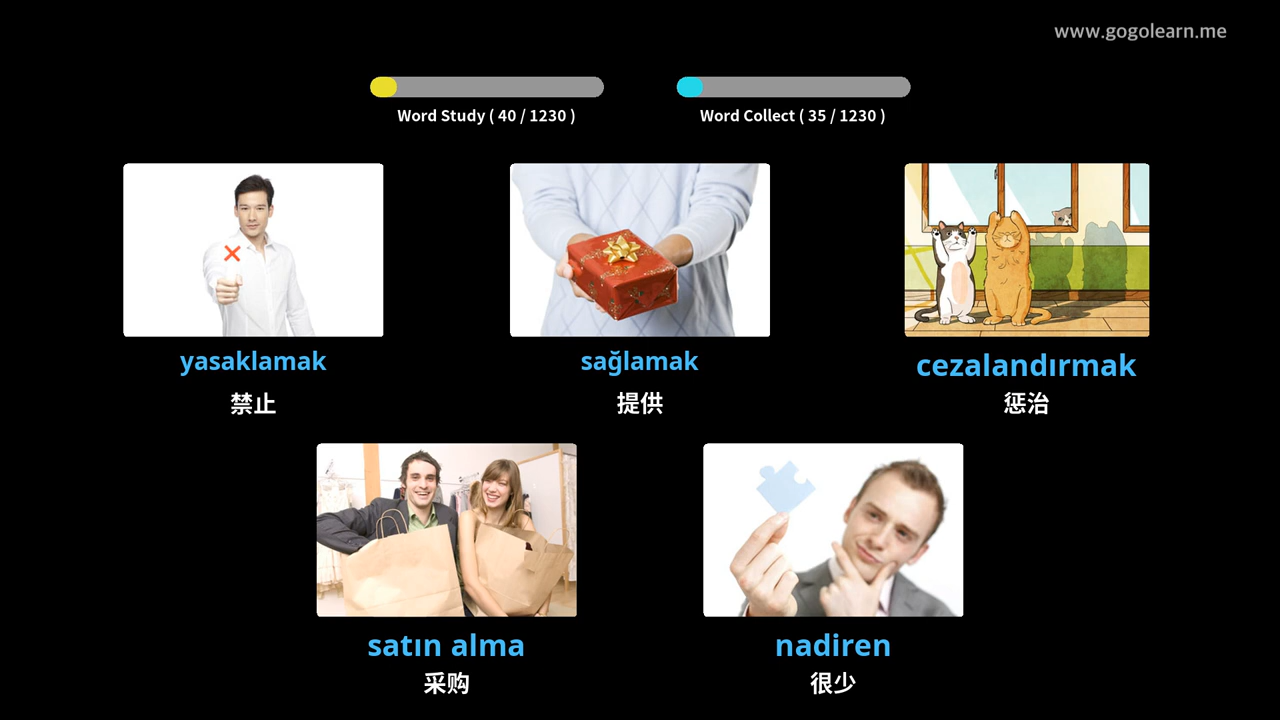 www.gogolearn.me
Word Study ( 40 / 1230 )
Word Collect ( 35 / 1230 )
yasaklamak
禁止
sağlamak
提供
cezalandırmak
惩治
satın alma
采购
nadiren
很少